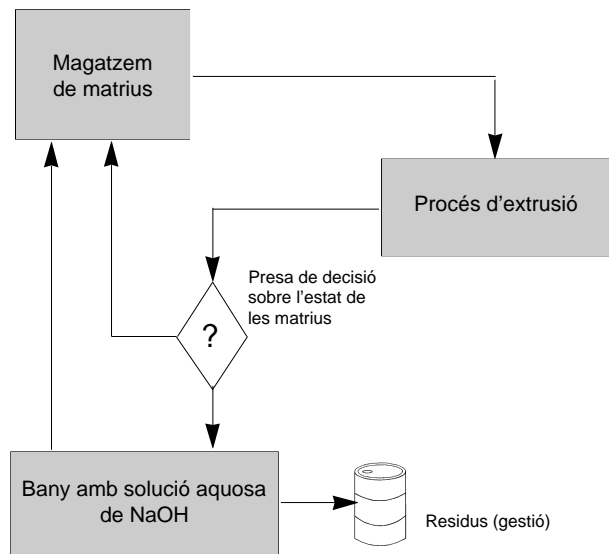 Magatzem
de matrius
Procés d'extrusió
Presa de decisió
sobre l'estat de
les matrius
?
Bany amb solució aquosa
de NaOH
Residus (gestió)